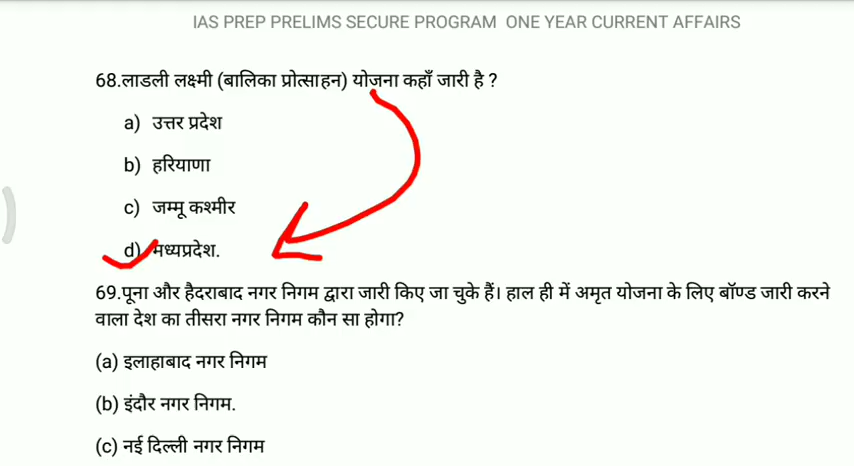 IAS PREP PRELIMS SECURE PROGRAM ONE YEAR CURRENT AFFAIRS
68.लाडली लक्ष्मी (बालिका प्रोत्साहन) योजना कहाँ जारी है ?
a) उत्तर प्रदेश
b) हरियाणा
c) जम्मू कश्मीर
d) मध्यप्रदेश.
69.पूना और हैदराबाद नगर निगम द्वारा जारी किए जा चुके हैं। हाल ही में अमृत योजना के लिए बॉण्ड जारी करने
वाला देश का तीसरा नगर निगम कौन सा होगा?
(a) इलाहाबाद नगर निगम
(b) इंदौर नगर निगम.
(c) नई दिल्ली नगर निगम